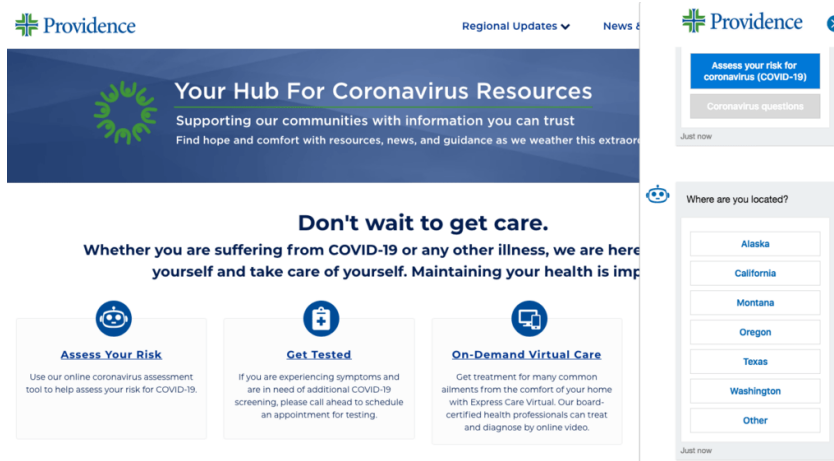 Providence
Regional Updates
News &
Your Hub For Coronavirus Resources
Supporting our communities with information you can trust
Find hope and comfort with resources, news, and guidance as we weather this extraor
Don't wait to get care.
Whether you are suffering from COVID-19 or any other illness, we are here
yourself and take care of yourself. Maintaining your health is imp
Assess Your Risk
Use our online coronavirus assessment
tool to help assess your risk for COVID-19.
Get Tested
If you are experiencing symptoms and
are in need of additional COVID-19
screening, please call ahead to schedule
an appointment for testing.
On-Demand Virtual Care
Get treatment for many common
ailments from the comfort of your home
with Express Care Virtual. Our board-
certified health professionals can treat
and diagnose by online video.
Providence
Assess your risk for
coronavirus (COVID-19)
Coronavirus questions
Just now
Where are you located?
Alaska
California
Montana
Oregon
Texas
Washington
Other
Just now